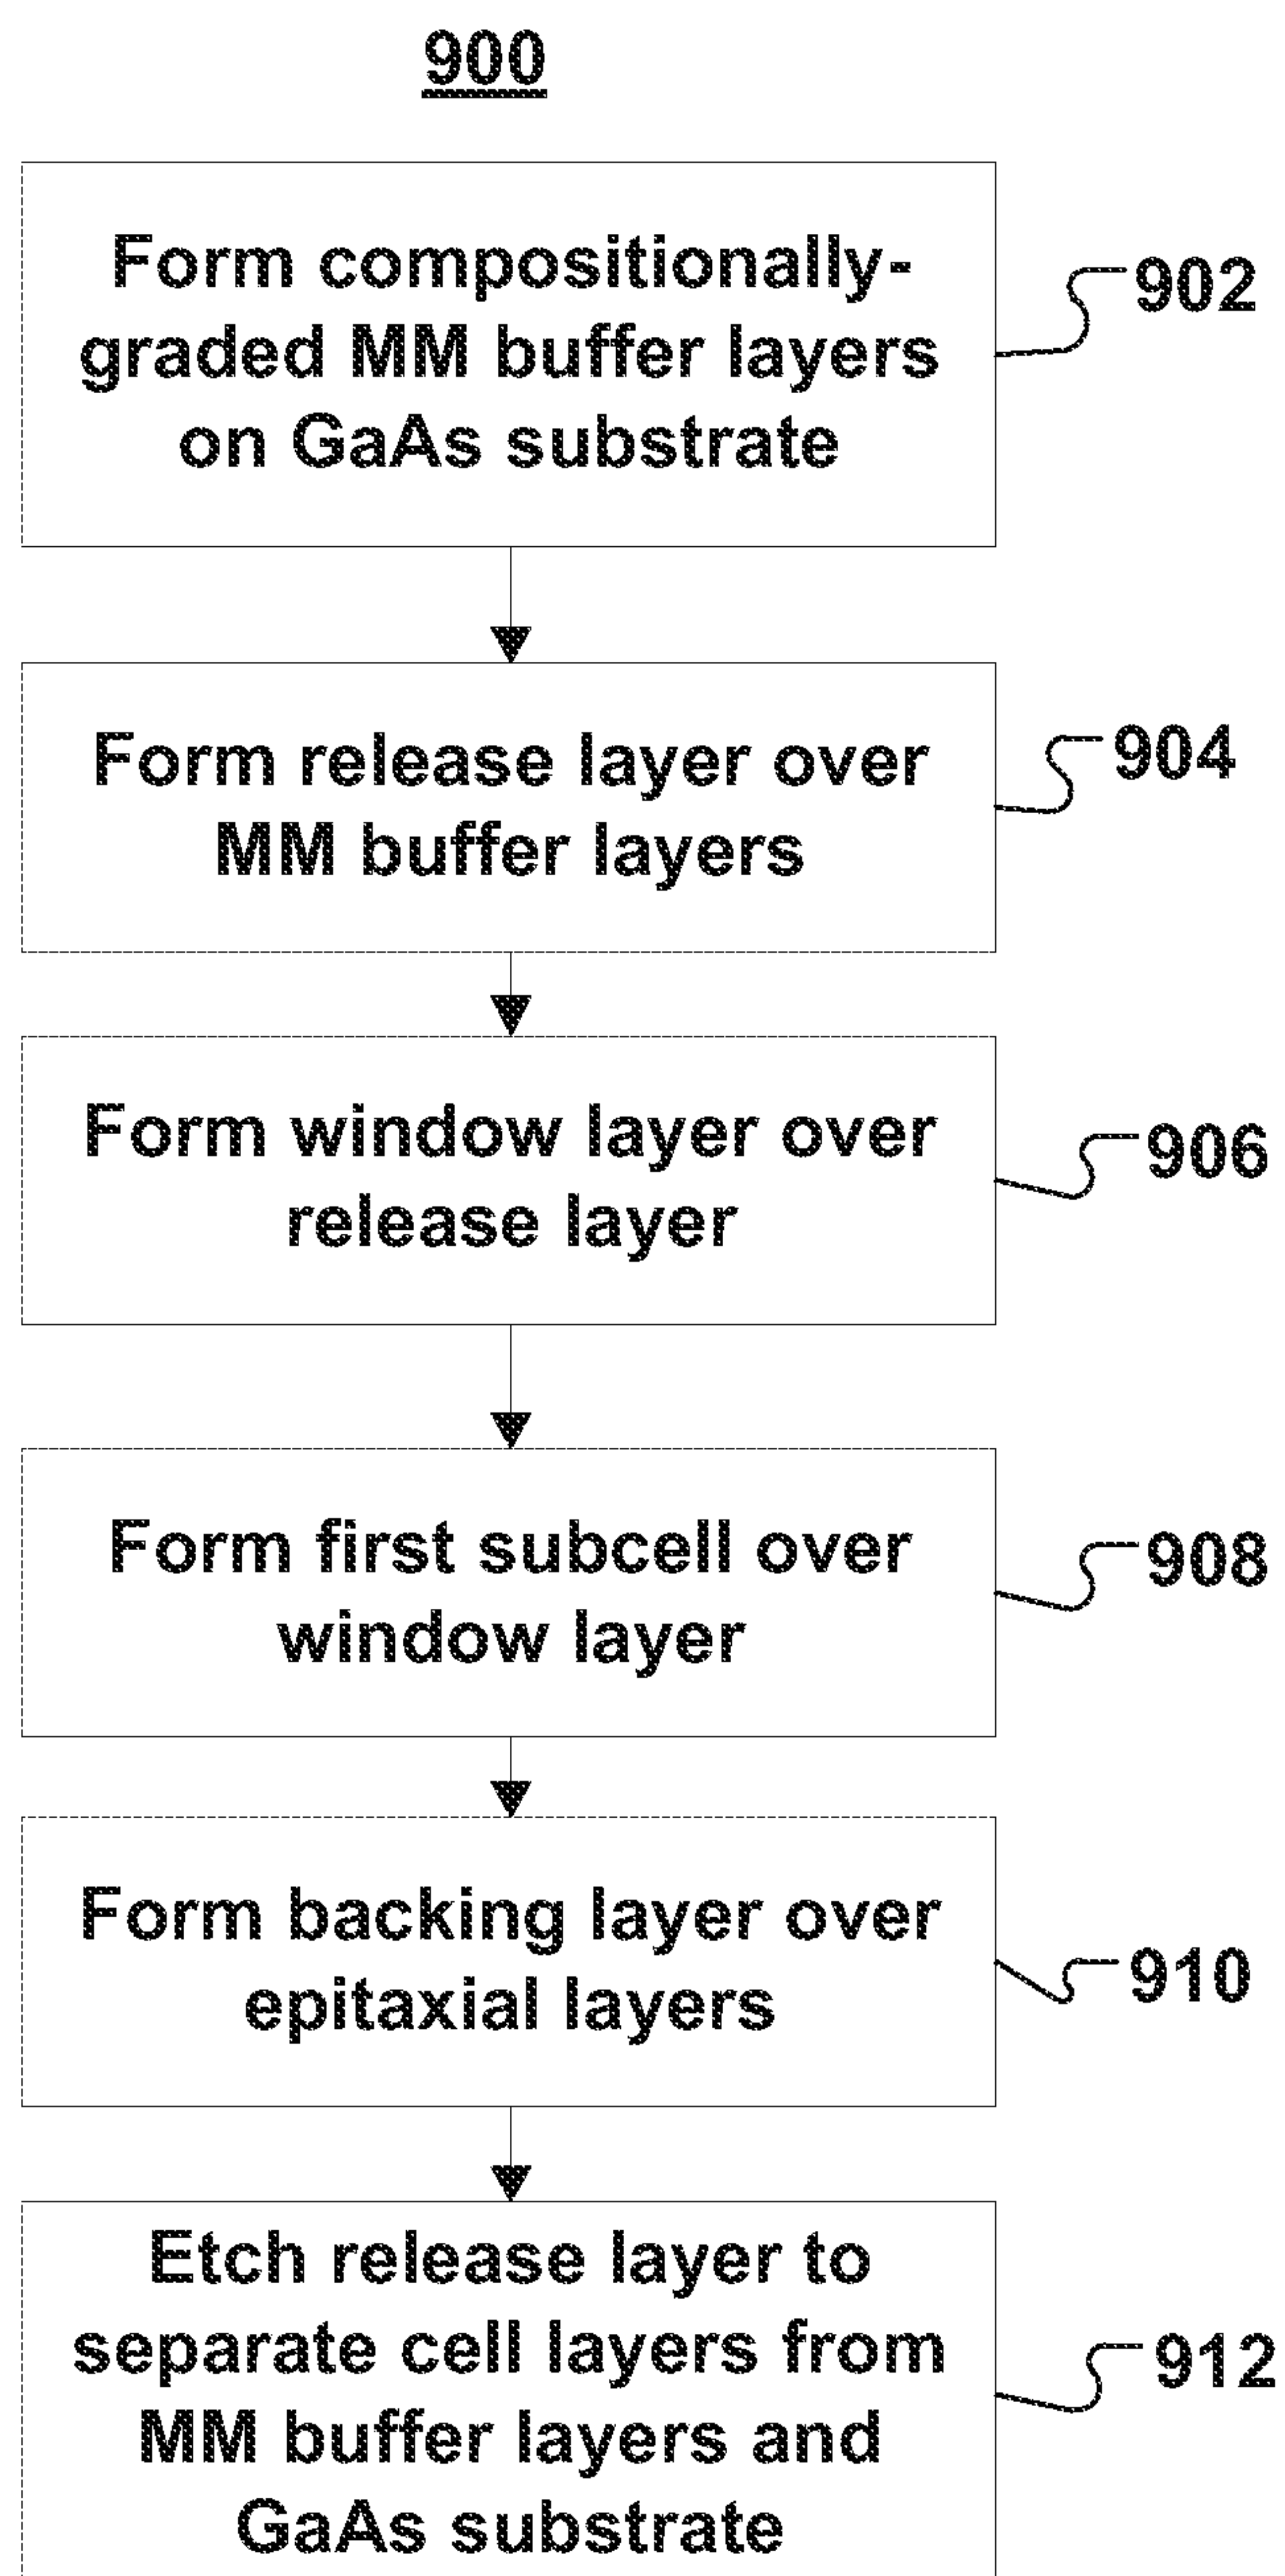 900
Form compositionally-
graded MM buffer layers
on GaAs substrate
902
Form release layer over
MM buffer layers
904
Form window layer over
release layer
906
Form first subcell over
window layer
908
Form backing layer over
epitaxial layers
910
Etch release layer to
separate cell layers from
MM buffer layers and
GaAs substrate
912